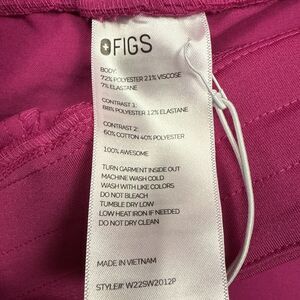 FIGS
BODY
72% POLYESTER 21% VISCOSE
7% ELASTANE
CONTRAST 1:
88% POLYESTER 12% ELASTANE
CONTRAST 2:
60% COTTON 40% POLYESTER
100% AWESOME
TURN GARMENT INSIDE OUT
MACHINE WASH COLD
WASH WITH LIKE COLORS
DO NOT BLEACH
TUMBLE DRY LOW
LOW HEAT IRON IF NEEDED
DO NOT DRY CLEAN
MADE IN VIETNAM
STYLE#: W22SW2012P